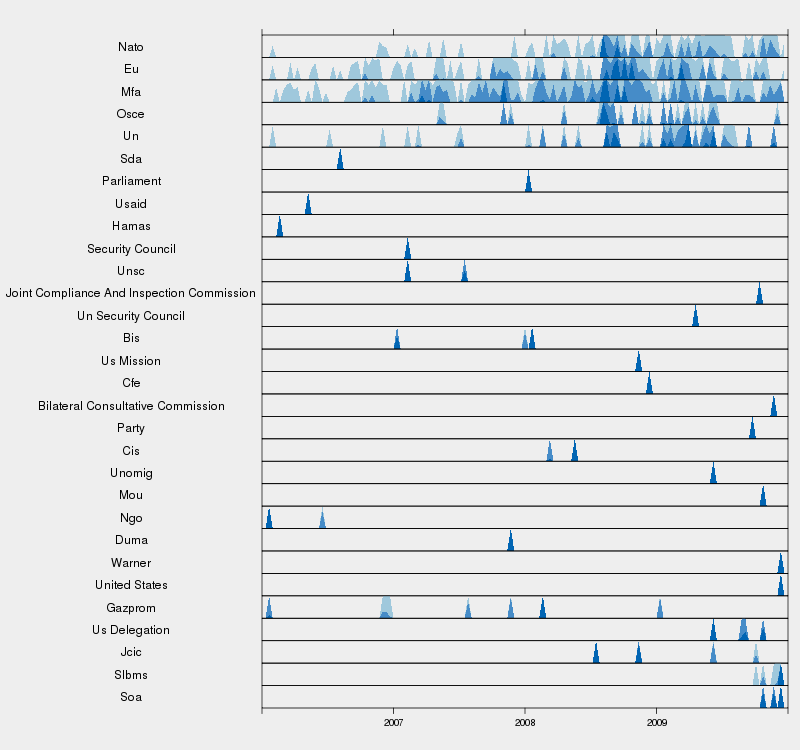 Nato
Eu
Mfa
Osce
Un
Sda
Parliament
Usaid
Hamas
Security Council
Unsc
Joint Compliance And Inspection Commission
Un Security Council
Bis
Us Mission
Cfe
Bilateral Consultative Commission
Party
Cis
Unomig
Mou
Ngo
Duma
Warner
United States
Gazprom
Us Delegation
Jcic
Slbms
Soa
2007 2008 2009